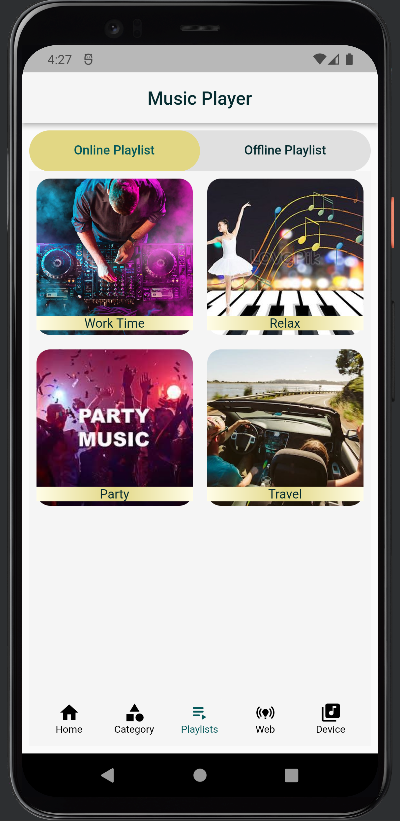 4:27
Music Player
Online Playlist Offline Playlist
Work Time Relax
PARTY
MUSIC
Party Travel
Home Category Playlists Web Device